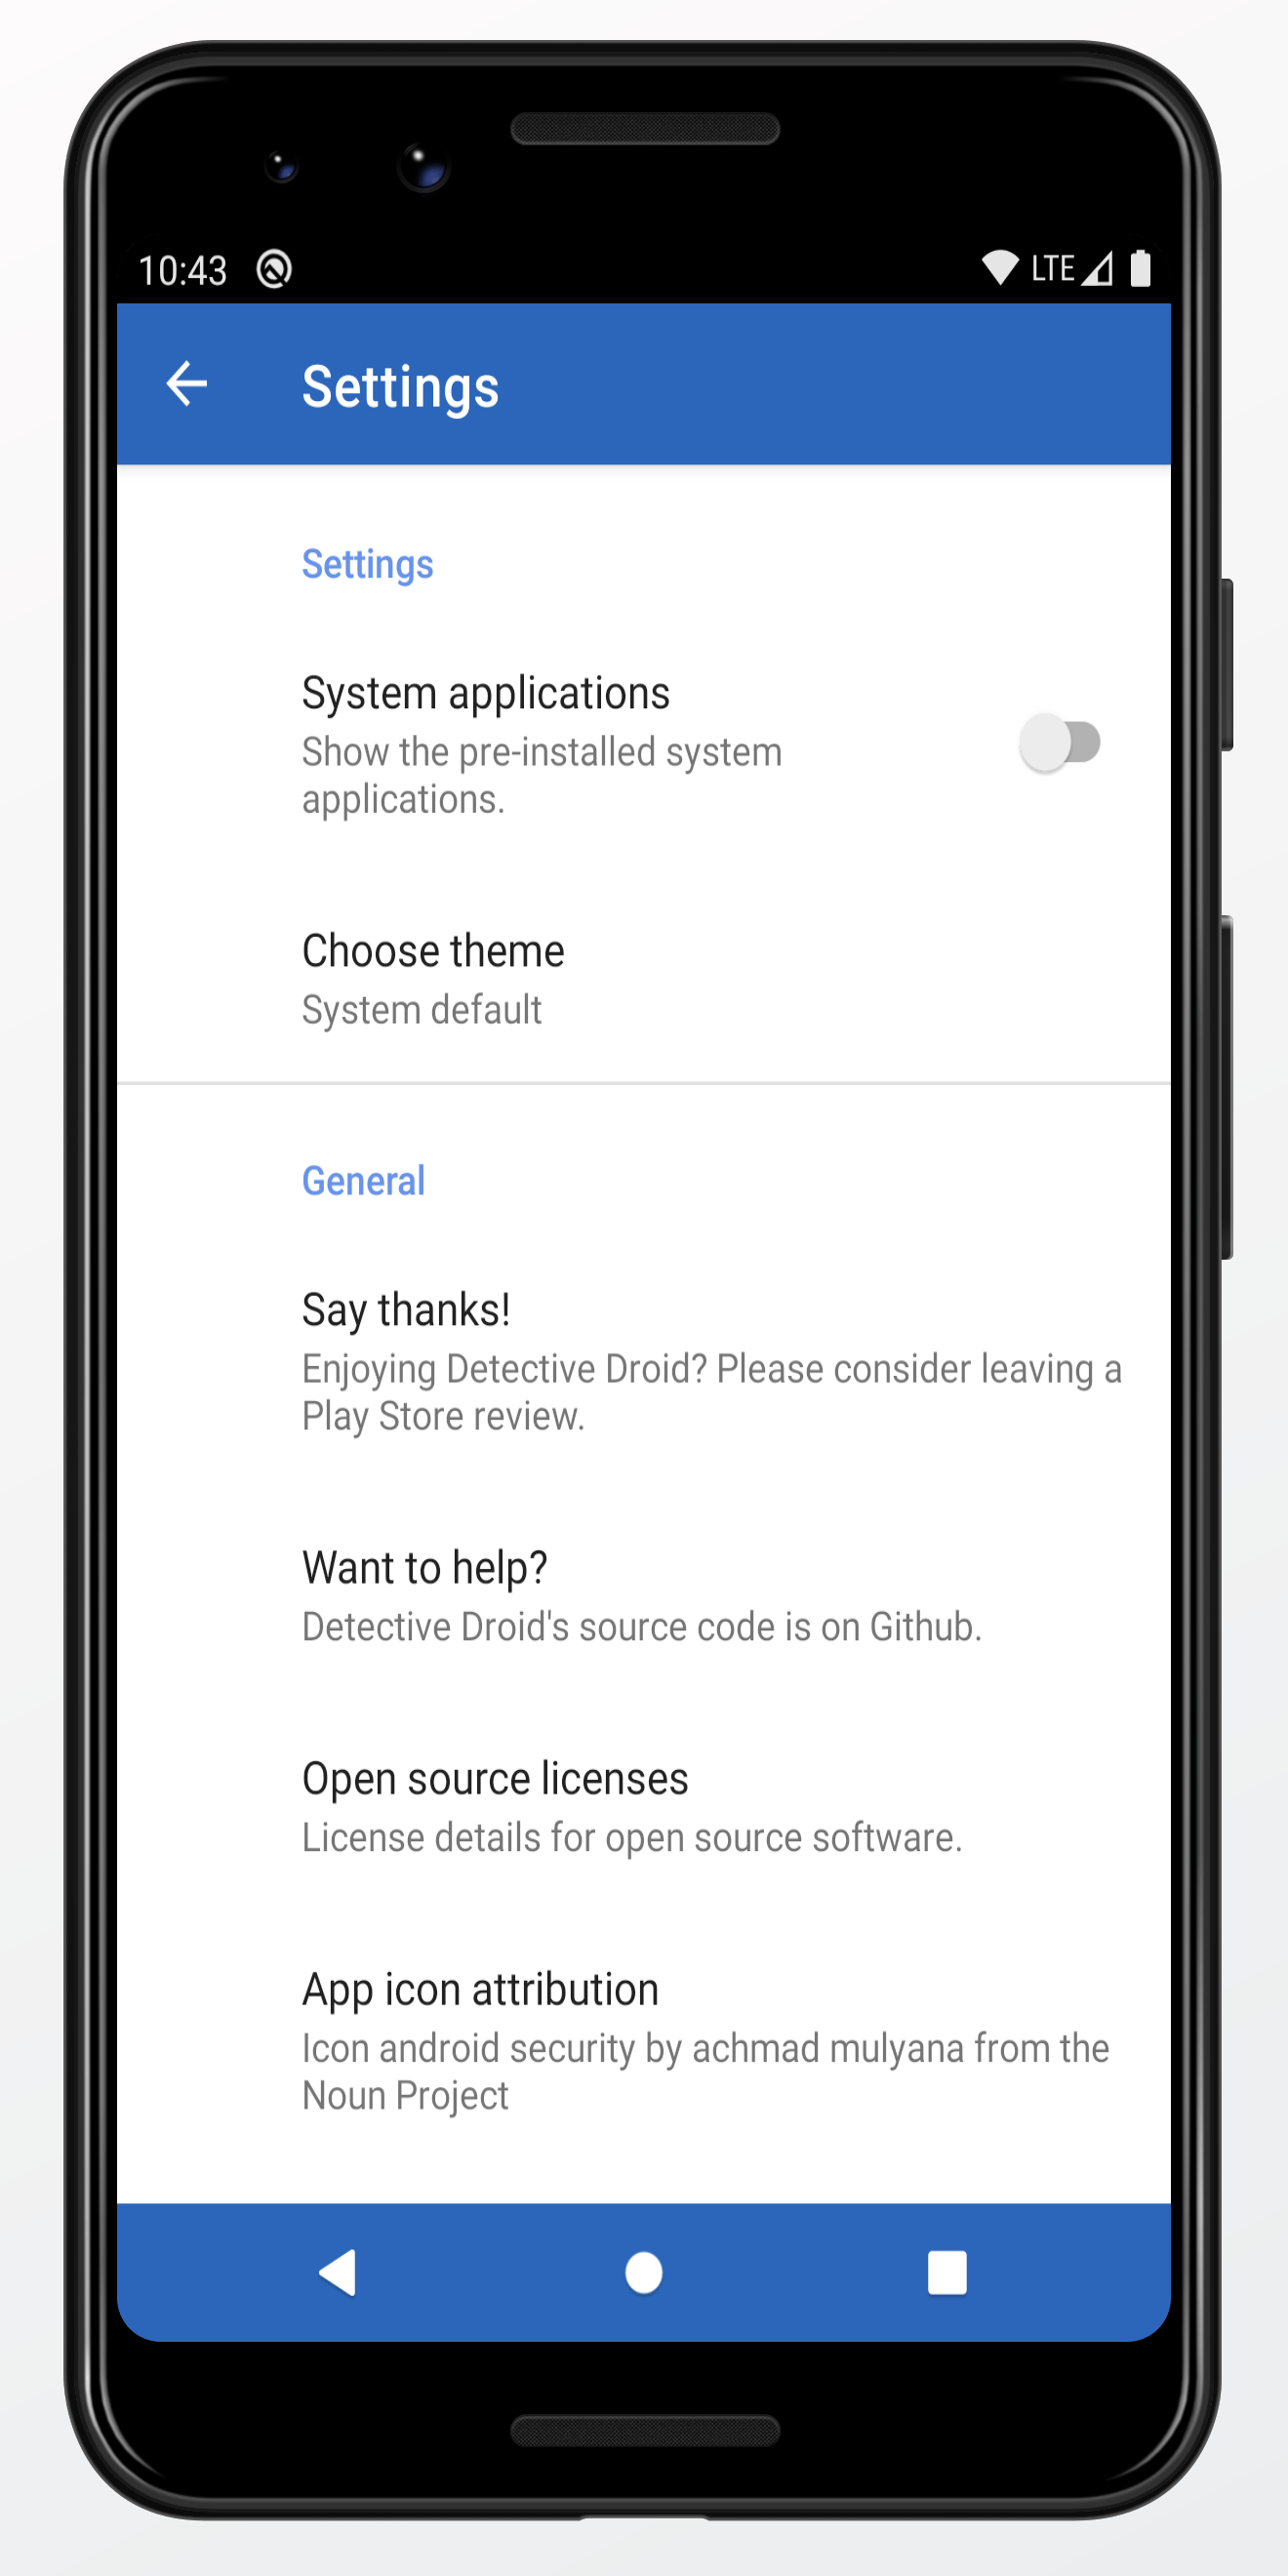 10:43
LTE
Settings
Settings
System applications
Show the pre-installed system
applications.
Choose theme
System default
General
Say thanks!
Enjoying Detective Droid? Please consider leaving a
Play Store review.
Want to help?
Detective Droid's source code is on Github.
Open source licenses
License details for open source software.
App icon attribution
Icon android security by achmad mulyana from the
Noun Project